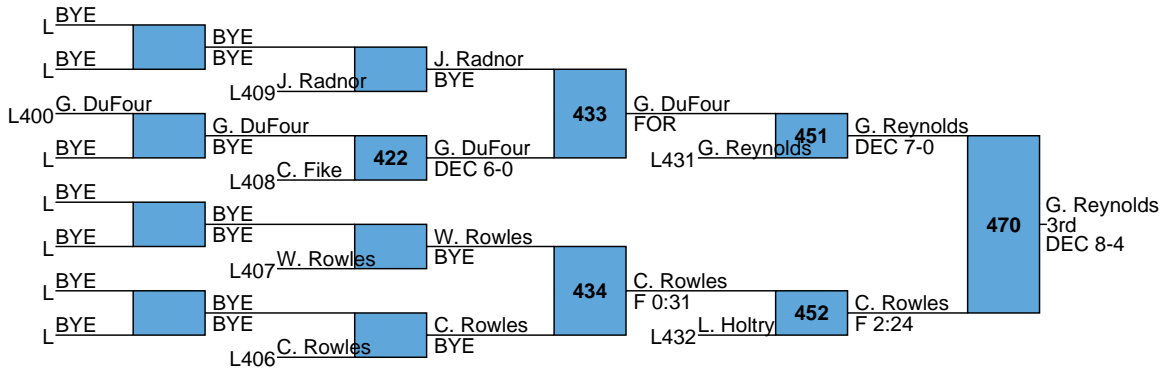 L BYE
BYE
BYE
L BYE
L409 J. Radnor
J. Radnor
BYE
L400 G. DuFour
G. DuFour
BYE
L BYE
422
L408 C. Fike
G. DuFour
DEC 6-0
433
G. DuFour
FOR
L431 G. Reynolds
451
G. Reynolds
DEC 7-0
L BYE
BYE
BYE
L BYE
L407 W. Rowles
W. Rowles
BYE
L BYE
BYE
BYE
L BYE
L406 C. Rowles
C. Rowles
BYE
434
C. Rowles
F 0:31
L432 L. Holtry
452
C. Rowles
F 2:24
470
G. Reynolds
3rd
DEC 8-4